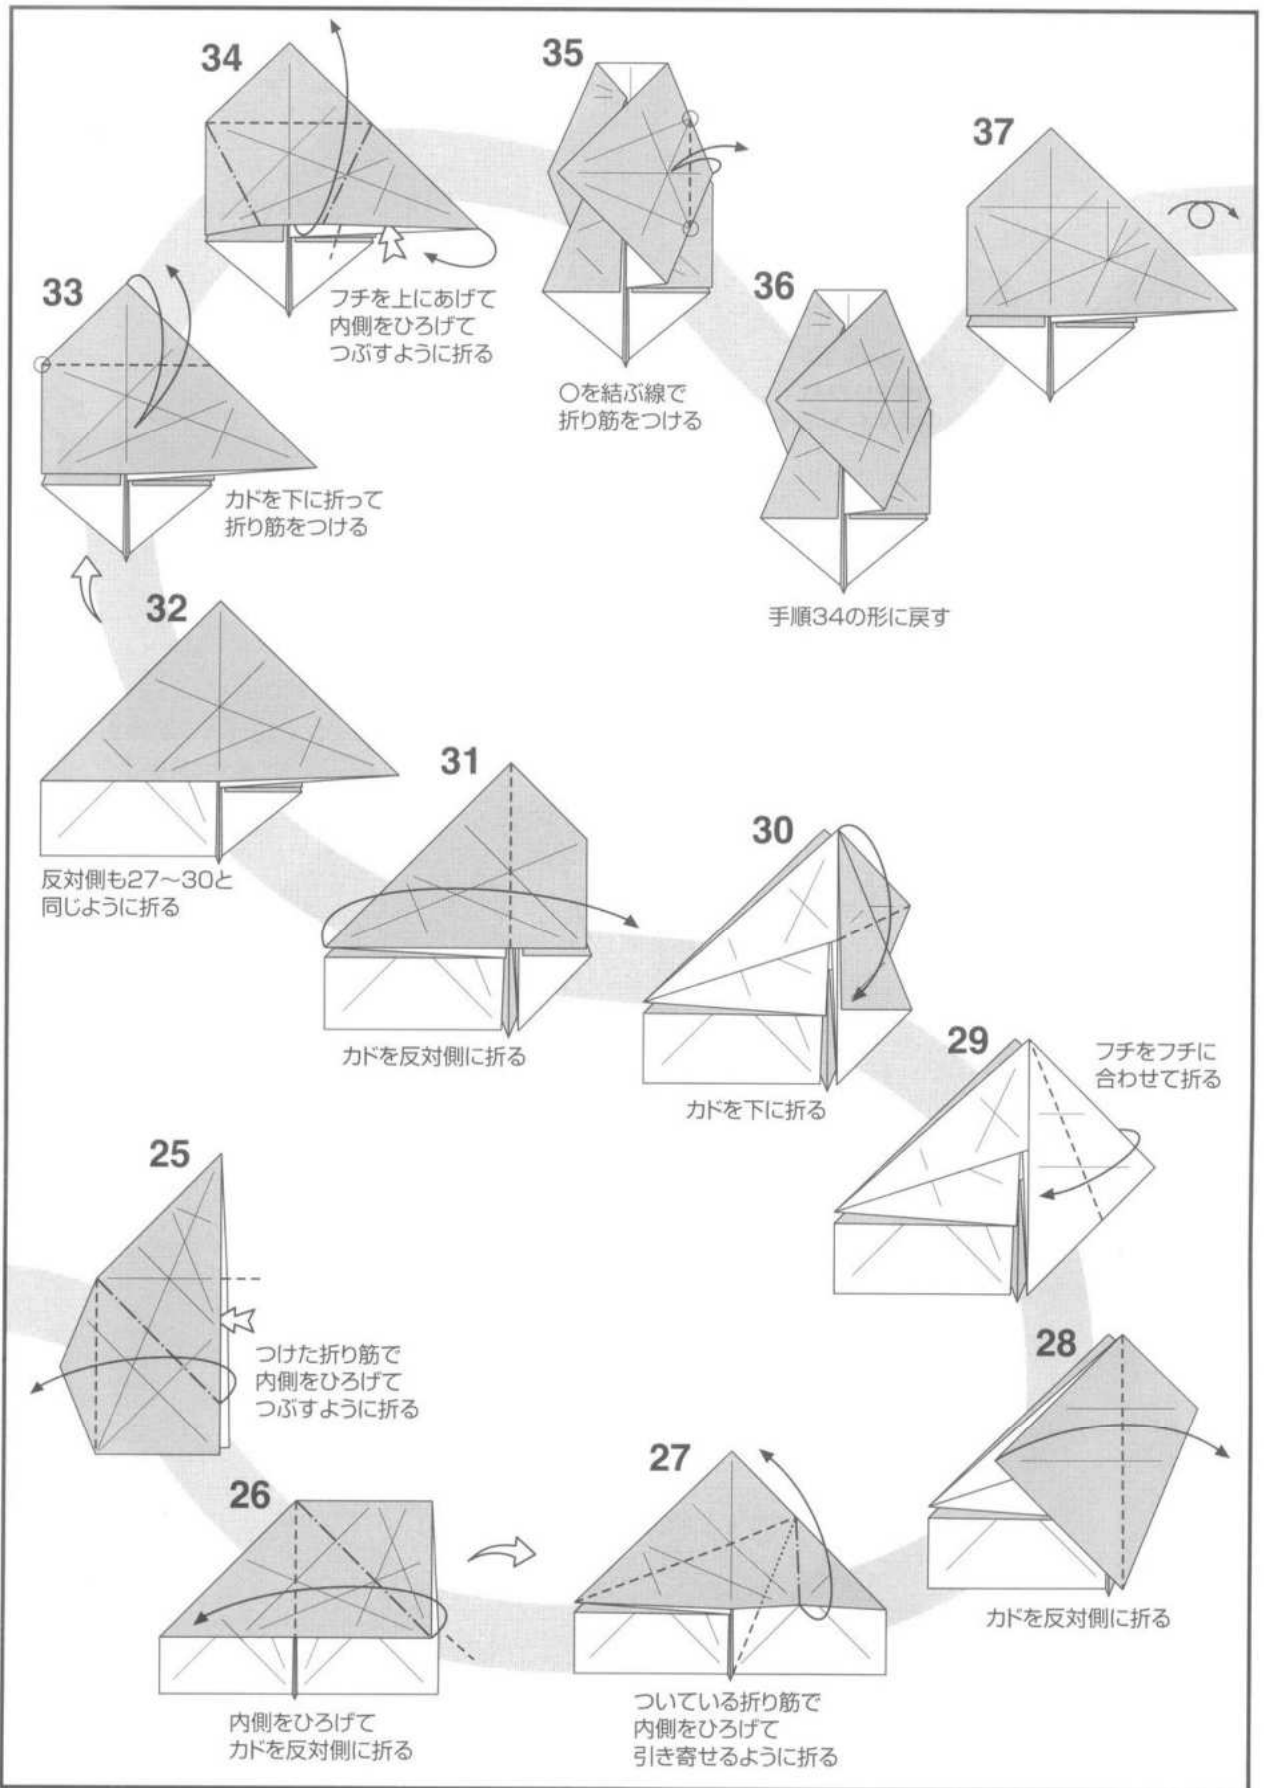 25
つけた折り筋で
内側をひろげて
つぶすように折る
26
内側をひろげて
カドを反対側に折る
27
ついている折り筋で
内側をひろげて
引き寄せるように折る
28
カドを反対側に折る
29
フチをフチに
合わせて折る
30
カドを下に折る
31
カドを反対側に折る
32
反対側も27〜30と
同じように折る
33
カドを下に折って
折り筋をつける
34
フチを上にあげて
内側をひろげて
つぶすように折る
35
○を結ぶ線で
折り筋をつける
36
手順34の形に戻す
37